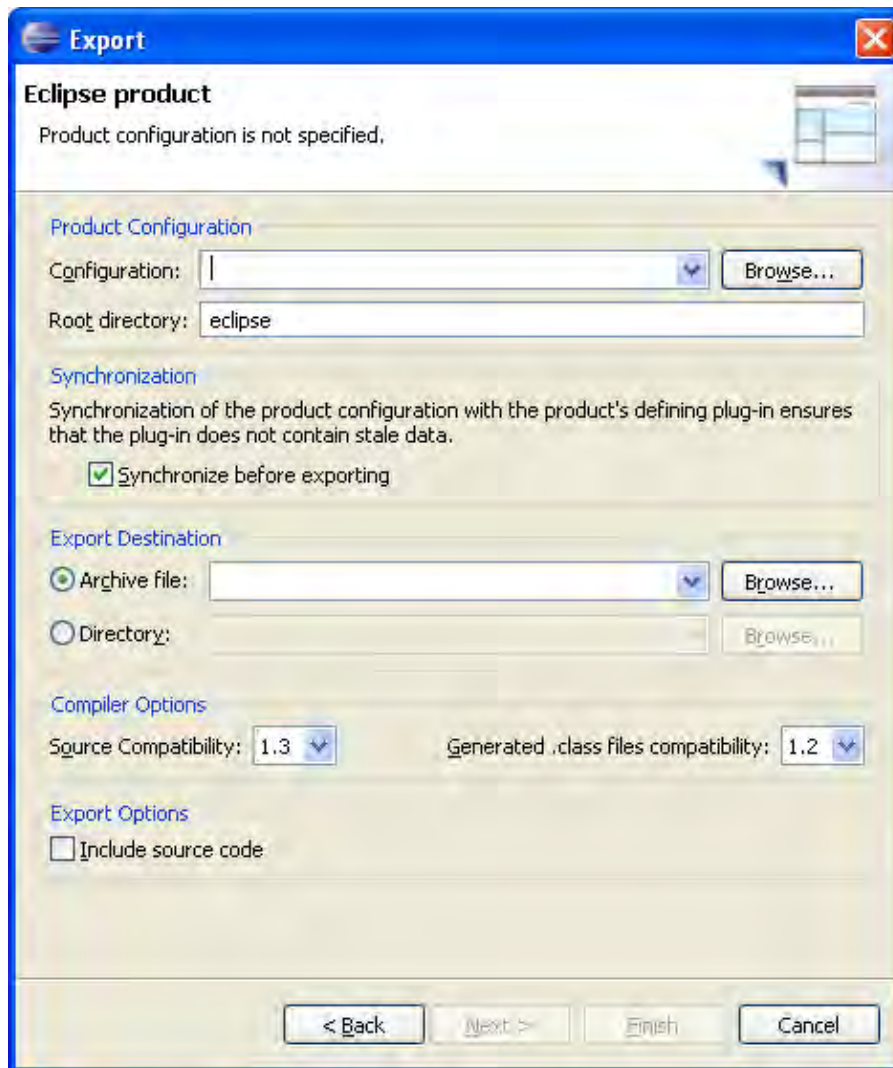 Export
Eclipse product
Product configuration is not specified.
Product Configuration
Configuration:
Browse...
Root directory: eclipse
Synchronization
Synchronization of the product configuration with the product's defining plug-in ensures
that the plug-in does not contain stale data.
Synchronize before exporting
Export Destination
Archive file:
Browse...
Directory:
Browse...
Compiler Options
Source Compatibility: 1.3 Generated .class files compatibility: 1.2
Export Options
Include source code
< Back Next > Finish Cancel